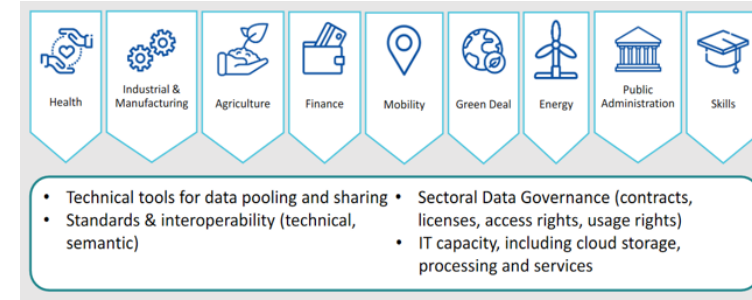 Health
Industrial &
Manufacturing
Agriculture
Finance
Mobility
Green Deal
Energy
Public
Administration
Skills
• Technical tools for data pooling and sharing
• Standards & interoperability (technical,
semantic)
• Sectoral Data Governance (contracts,
licenses, access rights, usage rights)
• IT capacity, including cloud storage,
processing and services